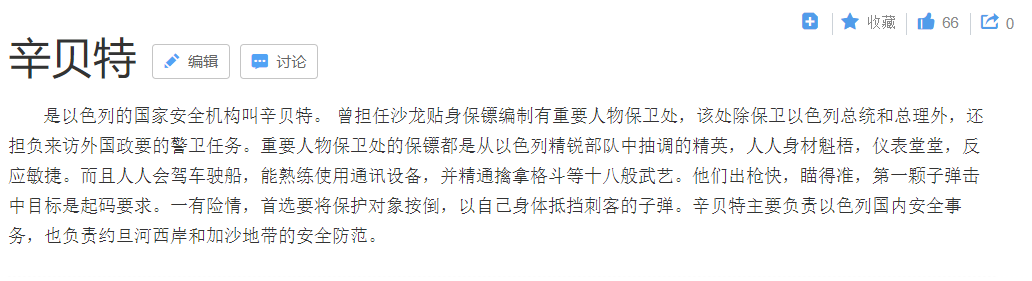 收藏 66 0
辛贝特 编辑 讨论
是以色列的国家安全机构叫辛贝特。 曾担任沙龙贴身保镖编制有重要人物保卫处，该处除保卫以色列总统和总理外，还
担负来访外国政要的警卫任务。重要人物保卫处的保镖都是从以色列精锐部队中抽调的精英，人人身材魁梧，仪表堂堂，反
应敏捷。而且人人会驾车驶船，能熟练使用通讯设备，并精通擒拿格斗等十八般武艺。他们出枪快，瞄得准，第一颗子弹击
中目标是起码要求。一有险情，首选要将保护对象按倒，以自己身体抵挡刺客的子弹。辛贝特主要负责以色列国内安全事
务，也负责约旦河西岸和加沙地带的安全防范。